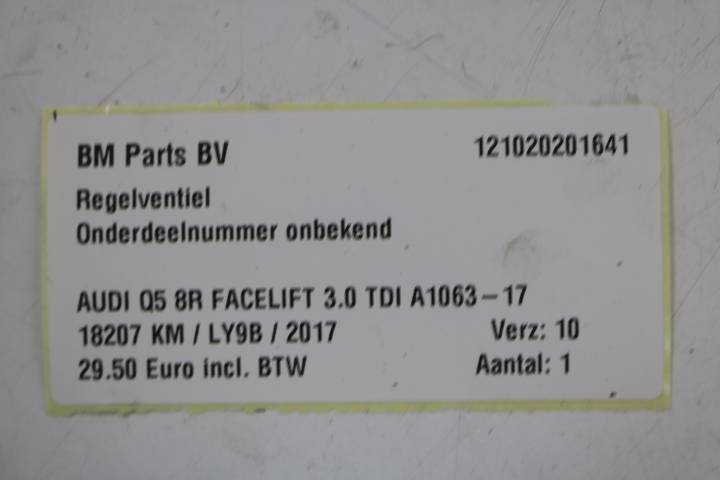 BM Parts BV 121020201641
Regelventiel
Onderdeelnummer onbekend
AUDI Q5 8R FACELIFT 3.0 TDI A1063-17
18207 KM / LY9B / 2017 Verz: 10
29.50 Euro incl. BTW Aantal: 1